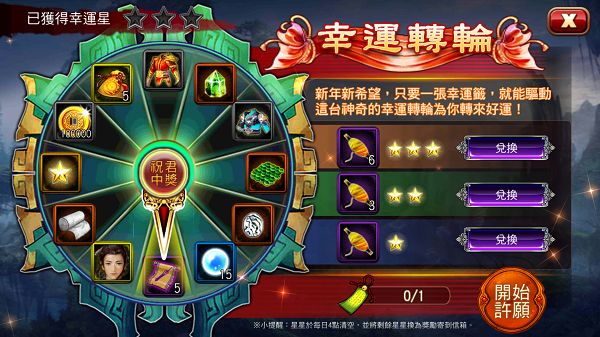 已獲得幸運星
幸運轉輪
新年新希望，只要一張幸運籤，就能驅動
這台神奇的幸運轉輪為你轉來好運！
5
100000
祝君
中獎
15
5
6
兌換
3
兌換
兌換
0/1
開始
許願
※小提醒：星星於每日4點清空，並將剩餘星星換為獎勵寄到信箱。